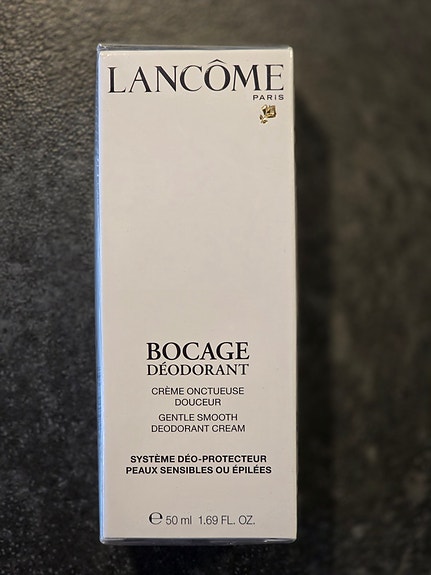 LANCÔME
PARIS
BOCAGE
DÉODORANT
CRÈME ONCTUEUSE
DOUCEUR
GENTLE SMOOTH
DEODORANT CREAM
SYSTÈME DÉO-PROTECTEUR
PEAUX SENSIBLES OU ÉPILÉES
℮ 50 ml 1.69 FL. OZ.